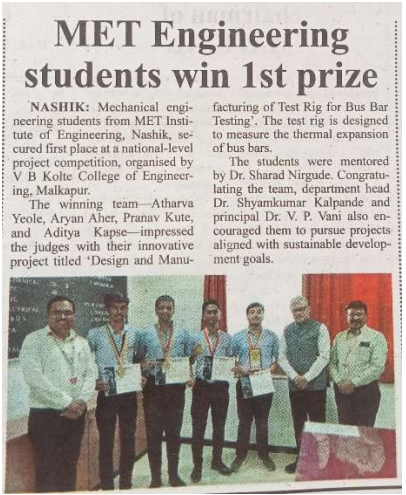 MET Engineering
students win 1st prize
NASHIK: Mechanical engi-
neering students from MET Insti-
tute of Engineering, Nashik, se-
cured first place at a national-level
project competition, organised by
V B Kolte College of Engineer-
ing, Malkapur.
The winning team—Atharva
Yeole, Aryan Aher, Pranav Kute,
and Aditya Kapse—impressed
the judges with their innovative
project titled ‘Design and Manu-
facturing of Test Rig for Bus Bar
Testing’. The test rig is designed
to measure the thermal expansion
of bus bars.
The students were mentored
by Dr. Sharad Nirgude. Congratu-
lating the team, department head
Dr. Shyamkumar Kalpande and
principal Dr. V. P. Vani also en-
couraged them to pursue projects
aligned with sustainable develop-
ment goals.